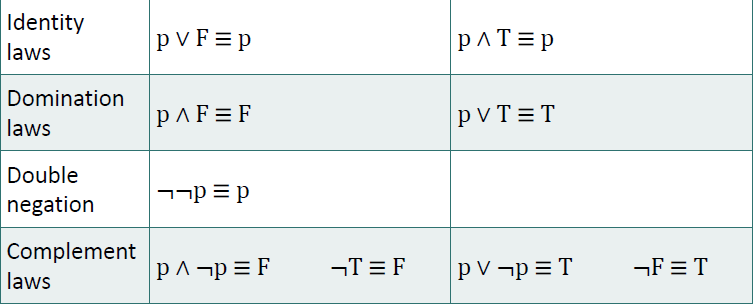 Identity
laws
p ∨ F ≡ p
p ∧ T ≡ p
Domination
laws
p ∧ F ≡ F
p ∨ T ≡ T
Double
negation
¬¬p ≡ p
Complement
laws
p ∧ ¬p ≡ F
¬T ≡ F
p ∨ ¬p ≡ T
¬F ≡ T